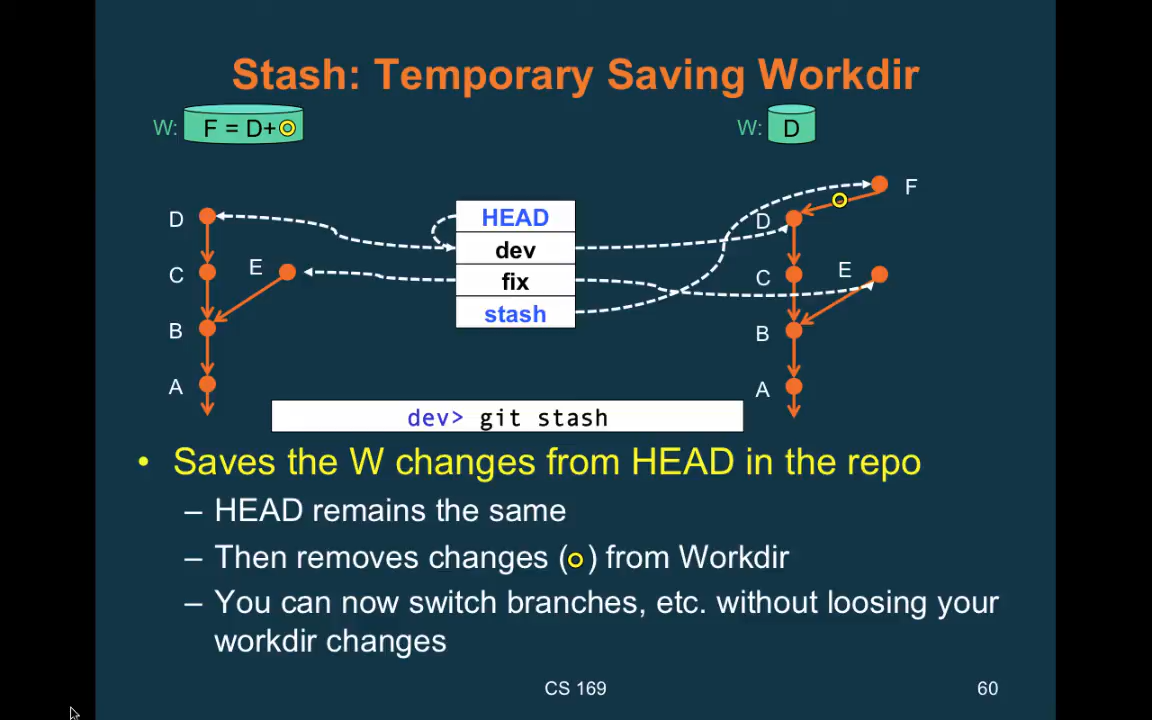 Stash: Temporary Saving Workdir
W: F = D+
W: D
F
D
HEAD
D
dev
C
E
fix
C
E
stash
B
B
A
A
dev> git stash
• Saves the W changes from HEAD in the repo
– HEAD remains the same
– Then removes changes ( ) from Workdir
– You can now switch branches, etc. without loosing your
workdir changes
CS 169
60